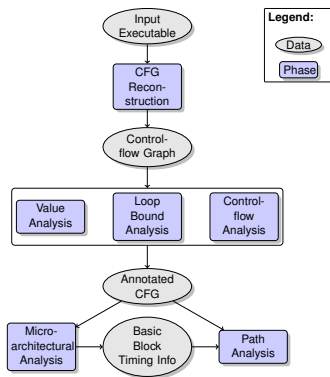 Input
Executable
Legend:
Data
Phase
CFG
Recon-
struction
Control-
flow Graph
Value
Analysis
Loop
Bound
Analysis
Control-
flow Analysis
Annotated
CFG
Micro-
architectural
Analysis
Basic
Block
Timing Info
Path
Analysis